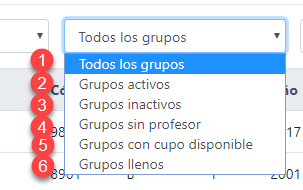 Todos los grupos
1 Todos los grupos
2 Grupos activos
3 Grupos inactivos
4 Grupos sin profesor
5 Grupos con cupo disponible
6 Grupos llenos